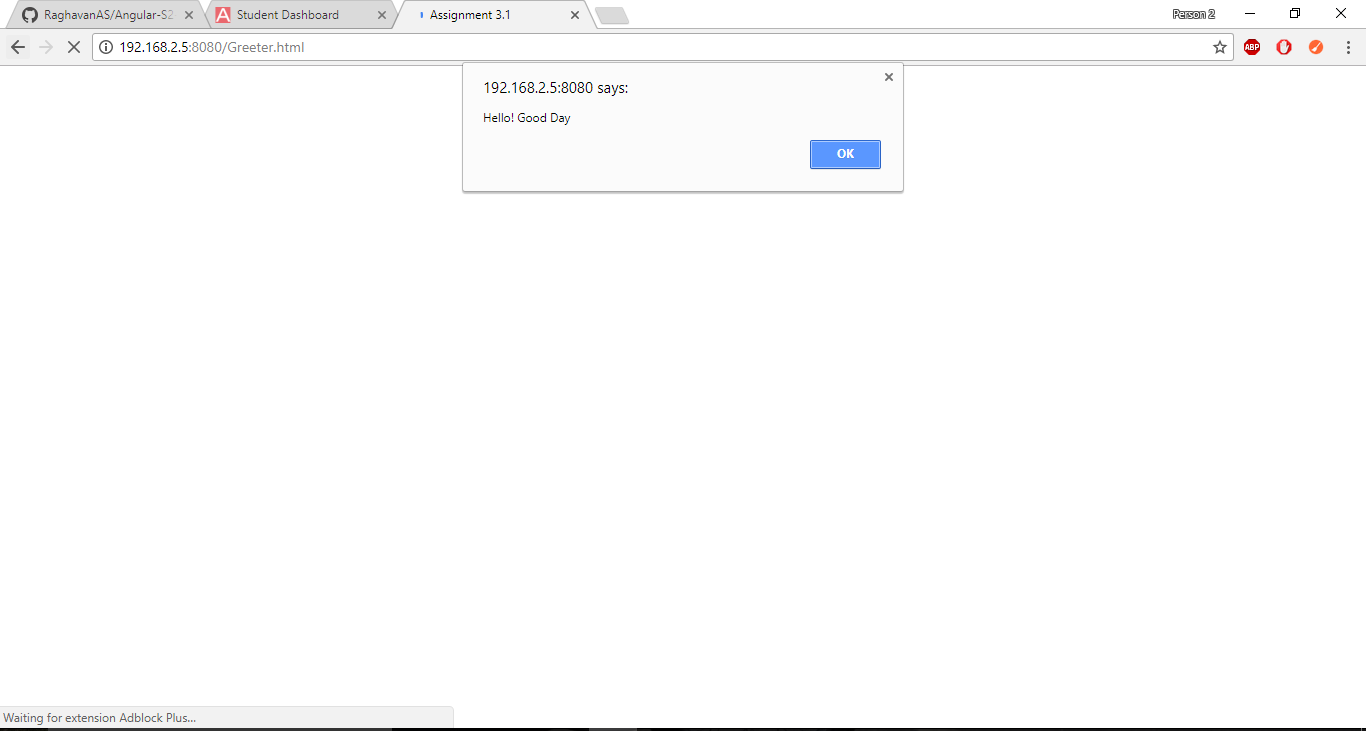 RaghavanAS/Angular-S2
Student Dashboard
Assignment 3.1
Person 2
192.168.2.5:8080/Greeter.html
ABP
192.168.2.5:8080 says:
Hello! Good Day
OK
Waiting for extension Adblock Plus...